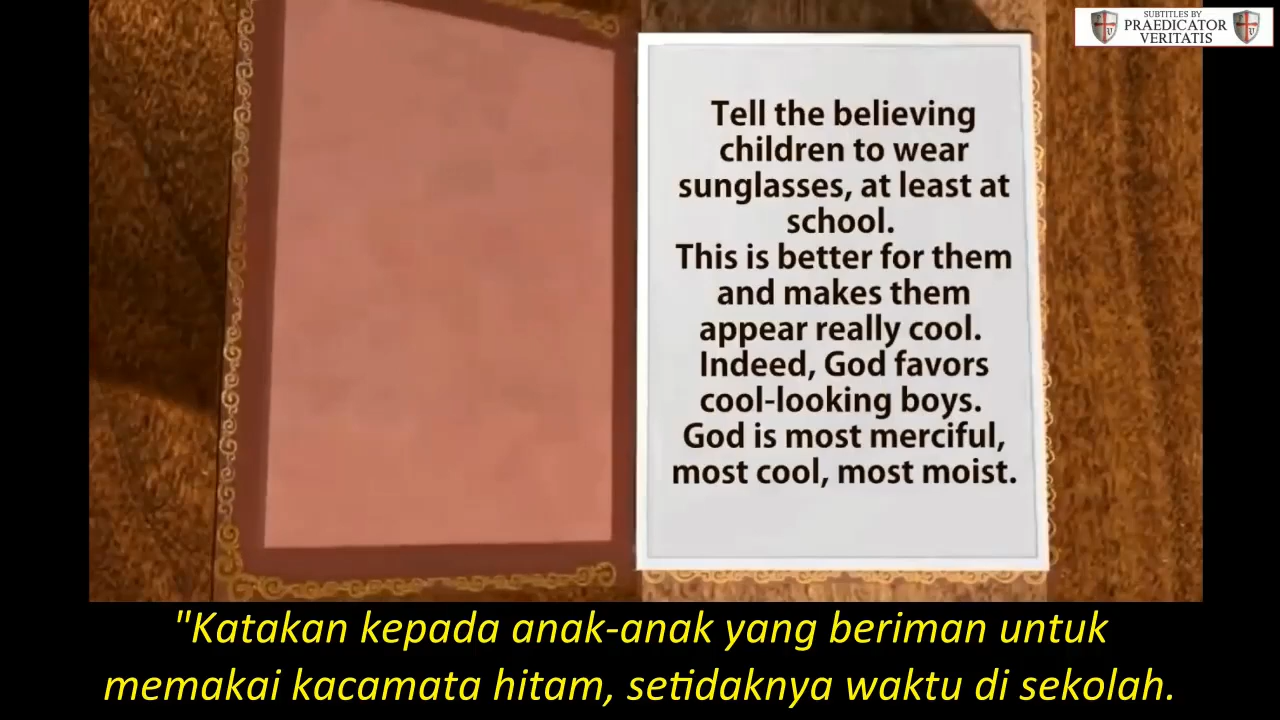 SUBTITLES BY
PRAEDICATOR
VERITATIS
Tell the believing
children to wear
sunglasses, at least at
school.
This is better for them
and makes them
appear really cool.
Indeed, God favors
cool-looking boys.
God is most merciful,
most cool, most moist.
"Katakan kepada anak-anak yang beriman untuk
memakai kacamata hitam, setidaknya waktu di sekolah.